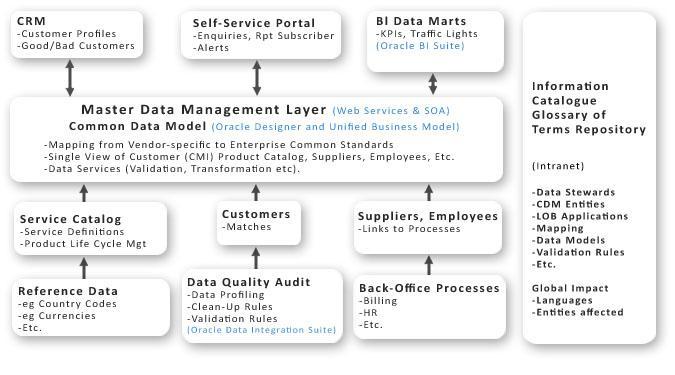 CRM
-Customer Profiles
-Good/Bad Customers
Self-Service Portal
-Enquiries, Rpt Subscriber
-Alerts
BI Data Marts
-KPIs, Traffic Lights
(Oracle BI Suite)
Master Data Management Layer (Web Services & SOA)
Common Data Model (Oracle Designer and Unified Business Model)
-Mapping from Vendor-specific to Enterprise Common Standards
-Single View of Customer (CMI) Product Catalog, Suppliers, Employees, Etc.
-Data Services (Validation, Transformation etc).
Service Catalog
-Service Definitions
-Product Life Cycle Mgt
Customers
-Matches
Suppliers, Employees
-Links to Processes
Reference Data
-eg Country Codes
-eg Currencies
-Etc.
Data Quality Audit
-Data Profiling
-Clean-Up Rules
-Validation Rules
(Oracle Data Integration Suite)
Back-Office Processes
-Billing
-HR
-Etc.
Information
Catalogue
Glossary of
Terms Repository
(Intranet)
-Data Stewards
-CDM Entities
-LOB Applications
-Mapping
-Data Models
-Validation Rules
-Etc.
Global Impact
-Languages
-Entities affected